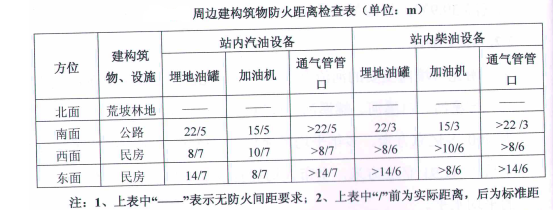 周边建构筑物防火距离检查表（单位：m）
方位 建构筑物、设施 站内汽油设备 站内柴油设备
埋地油罐 加油机 通气管管口 埋地油罐 加油机 通气管管口
北面 荒坡林地 —— —— —— —— —— ——
南面 公路 22/5 15/5 >22/5 22/3 15/3 >22 /3
西面 民房 8/7 10/7 >8/7 >8/6 >10/6 >8/6
东面 民房 14/7 8/7 >14/7 >14/6 >8/6 >14/6
注：1、上表中“——”表示无防火间距要求；2、上表中“/”前为实际距离，后为标准距